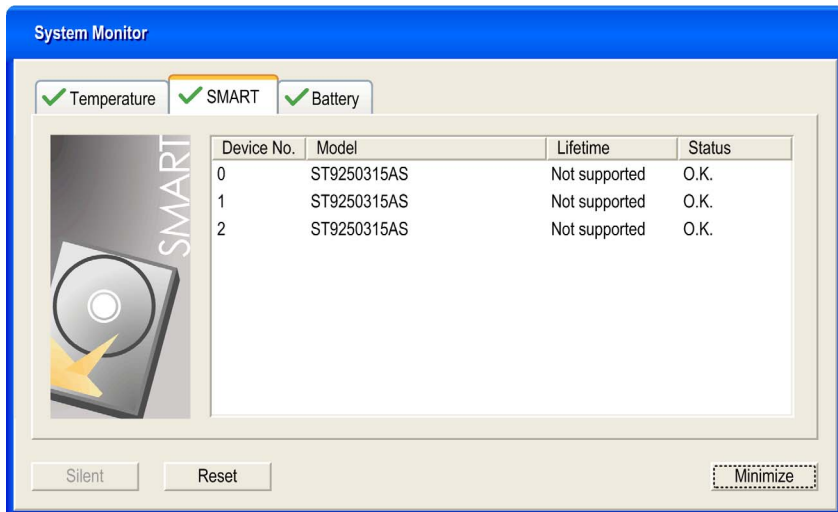 System Monitor
Temperature SMART Battery
SMART
Device No. Model Lifetime Status
0 ST9250315AS Not supported O.K.
1 ST9250315AS Not supported O.K.
2 ST9250315AS Not supported O.K.
Silent Reset Minimize